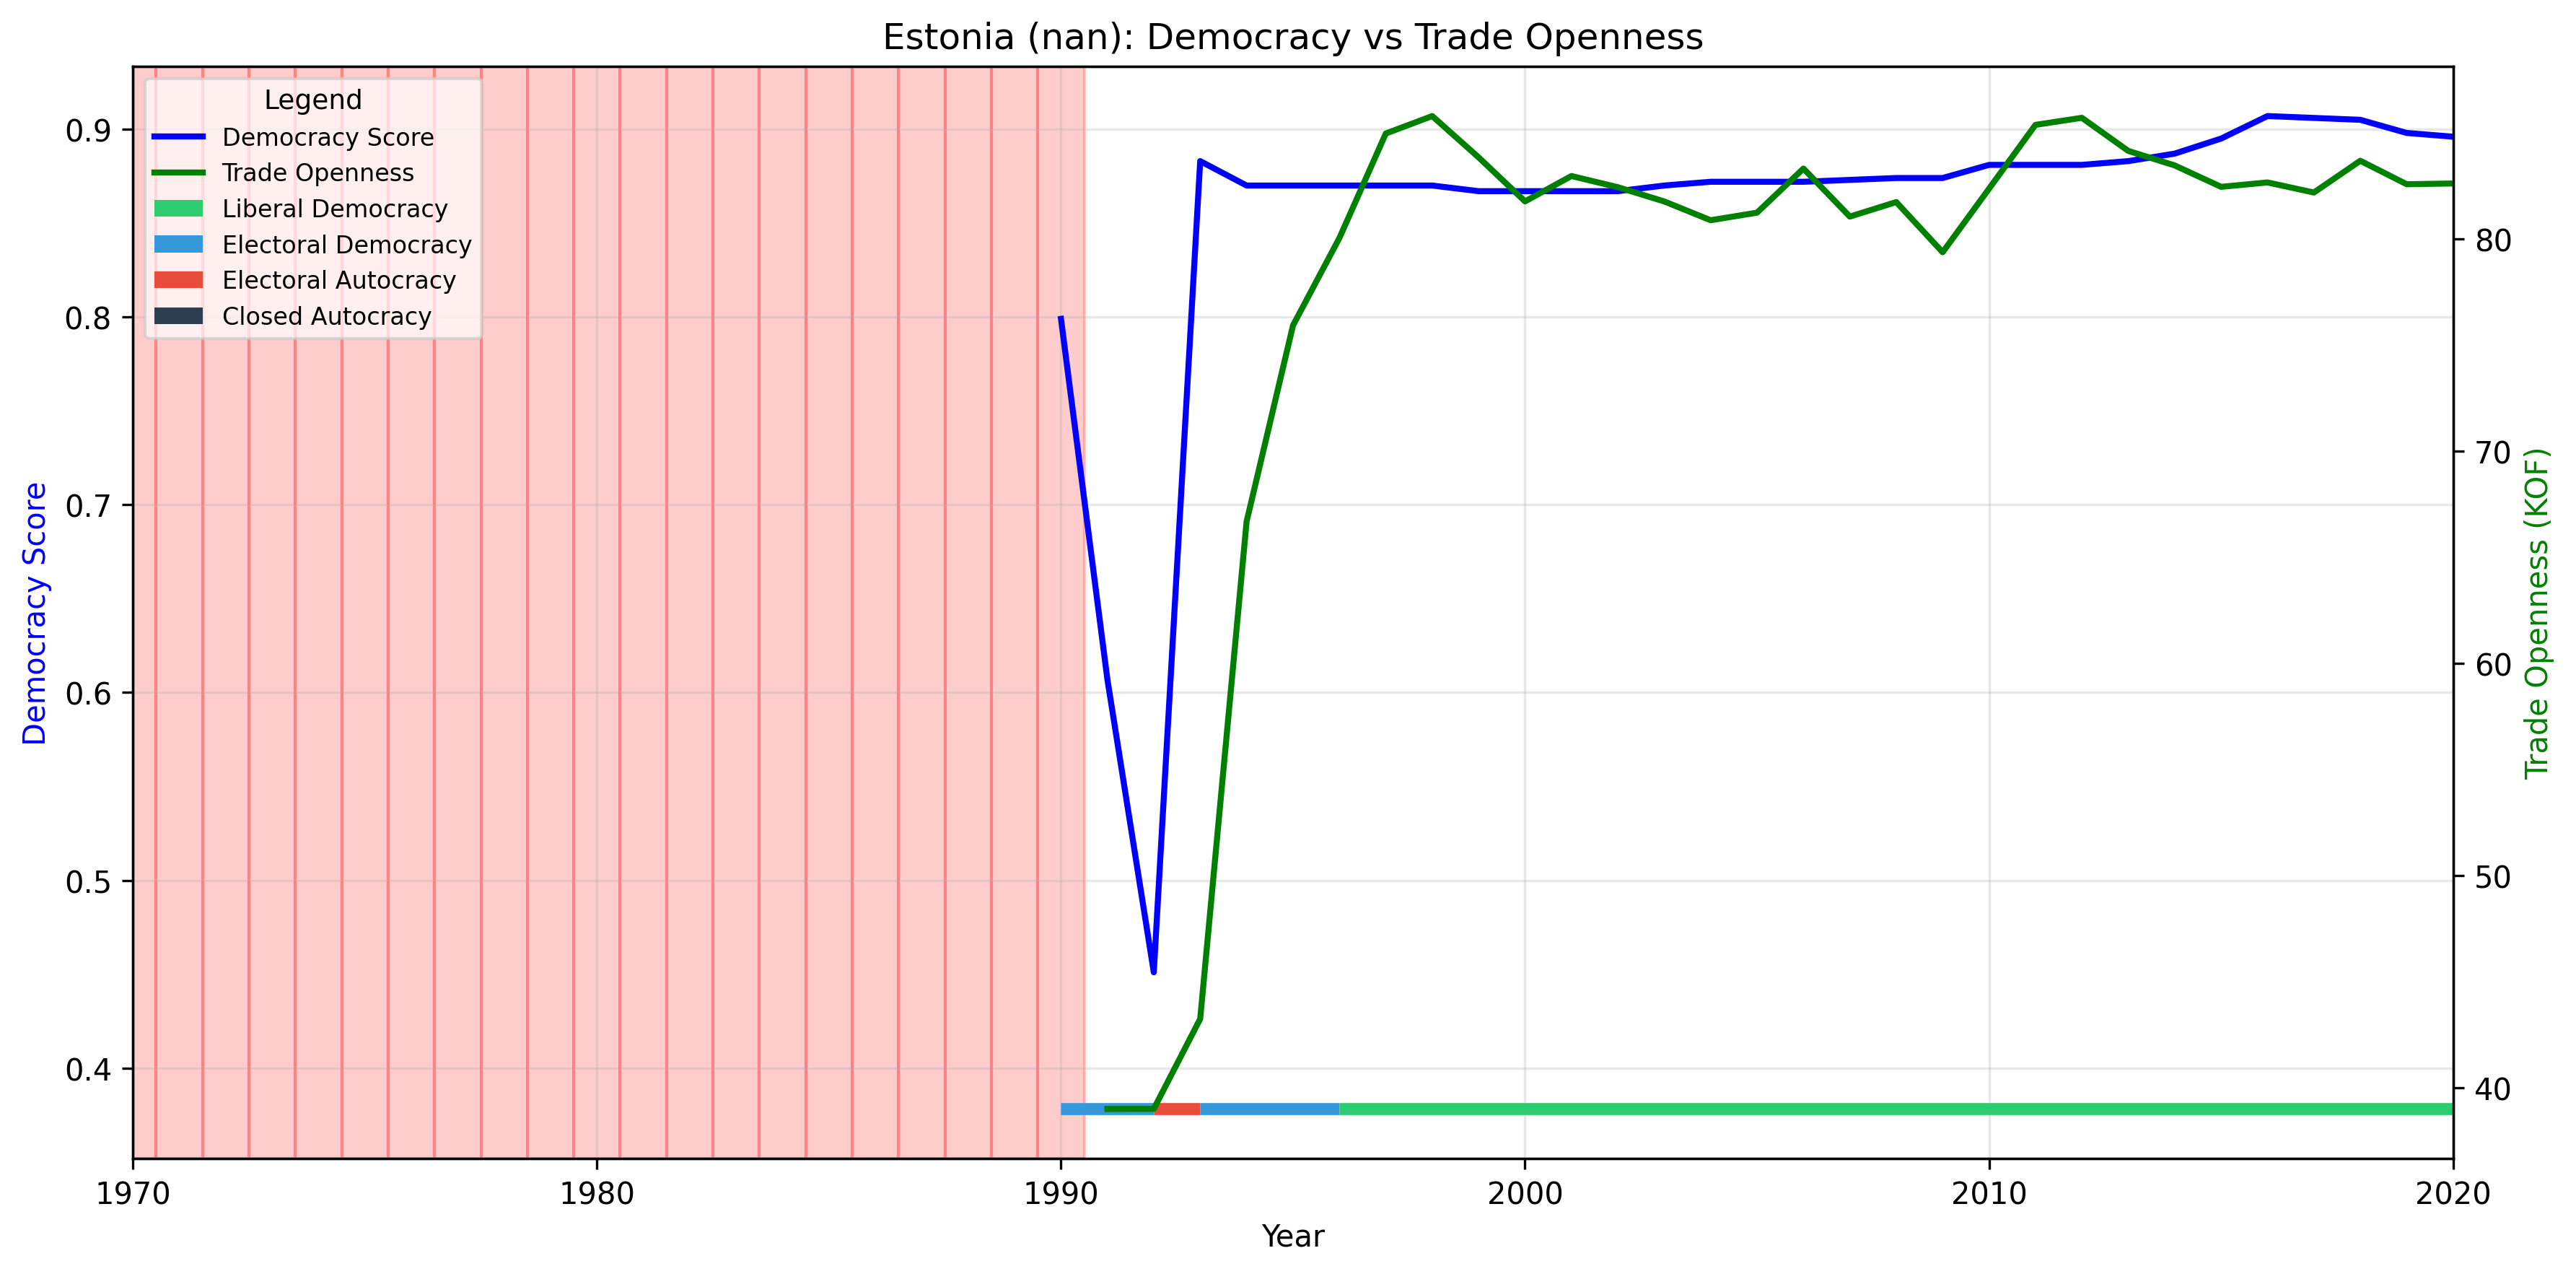 Estonia (nan): Democracy vs Trade Openness
Legend
Democracy Score
Trade Openness
Liberal Democracy
Electoral Democracy
Electoral Autocracy
Closed Autocracy
0.9
0.8
0.7
0.6
0.5
0.4
Democracy Score
80
70
60
50
40
Trade Openness (KOF)
1970 1980 1990 2000 2010 2020
Year